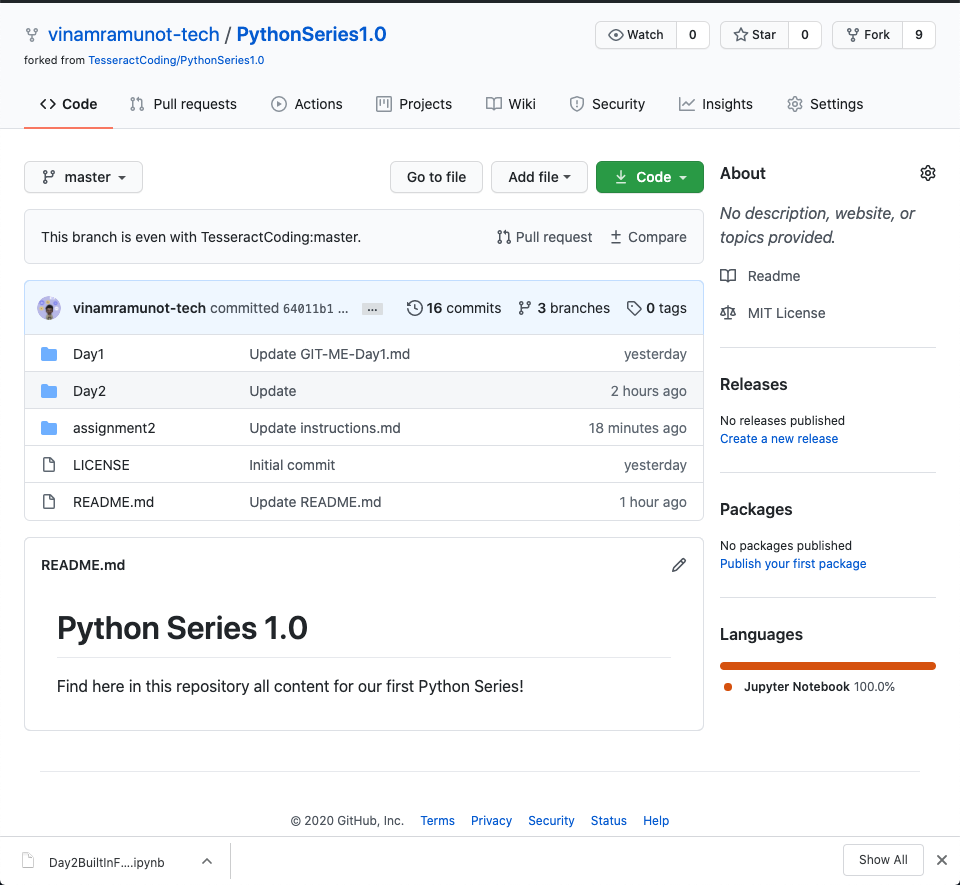 vinamramunot-tech / PythonSeries1.0
Watch 0
Star 0
Fork 9
forked from TesseractCoding/PythonSeries1.0
Code
Pull requests
Actions
Projects
Wiki
Security
Insights
Settings
master
Go to file
Add file
Code
This branch is even with TesseractCoding:master.
Pull request
Compare
vinamramunot-tech committed 64011b1 ...
...
16 commits
3 branches
0 tags
Day1 Update GIT-ME-Day1.md yesterday
Day2 Update 2 hours ago
assignment2 Update instructions.md 18 minutes ago
LICENSE Initial commit yesterday
README.md Update README.md 1 hour ago
README.md
Python Series 1.0
Find here in this repository all content for our first Python Series!
About
No description, website, or
topics provided.
Readme
MIT License
Releases
No releases published
Create a new release
Packages
No packages published
Publish your first package
Languages
Jupyter Notebook 100.0%
© 2020 GitHub, Inc. Terms Privacy Security Status Help
Day2BuiltInF....ipynb
Show All